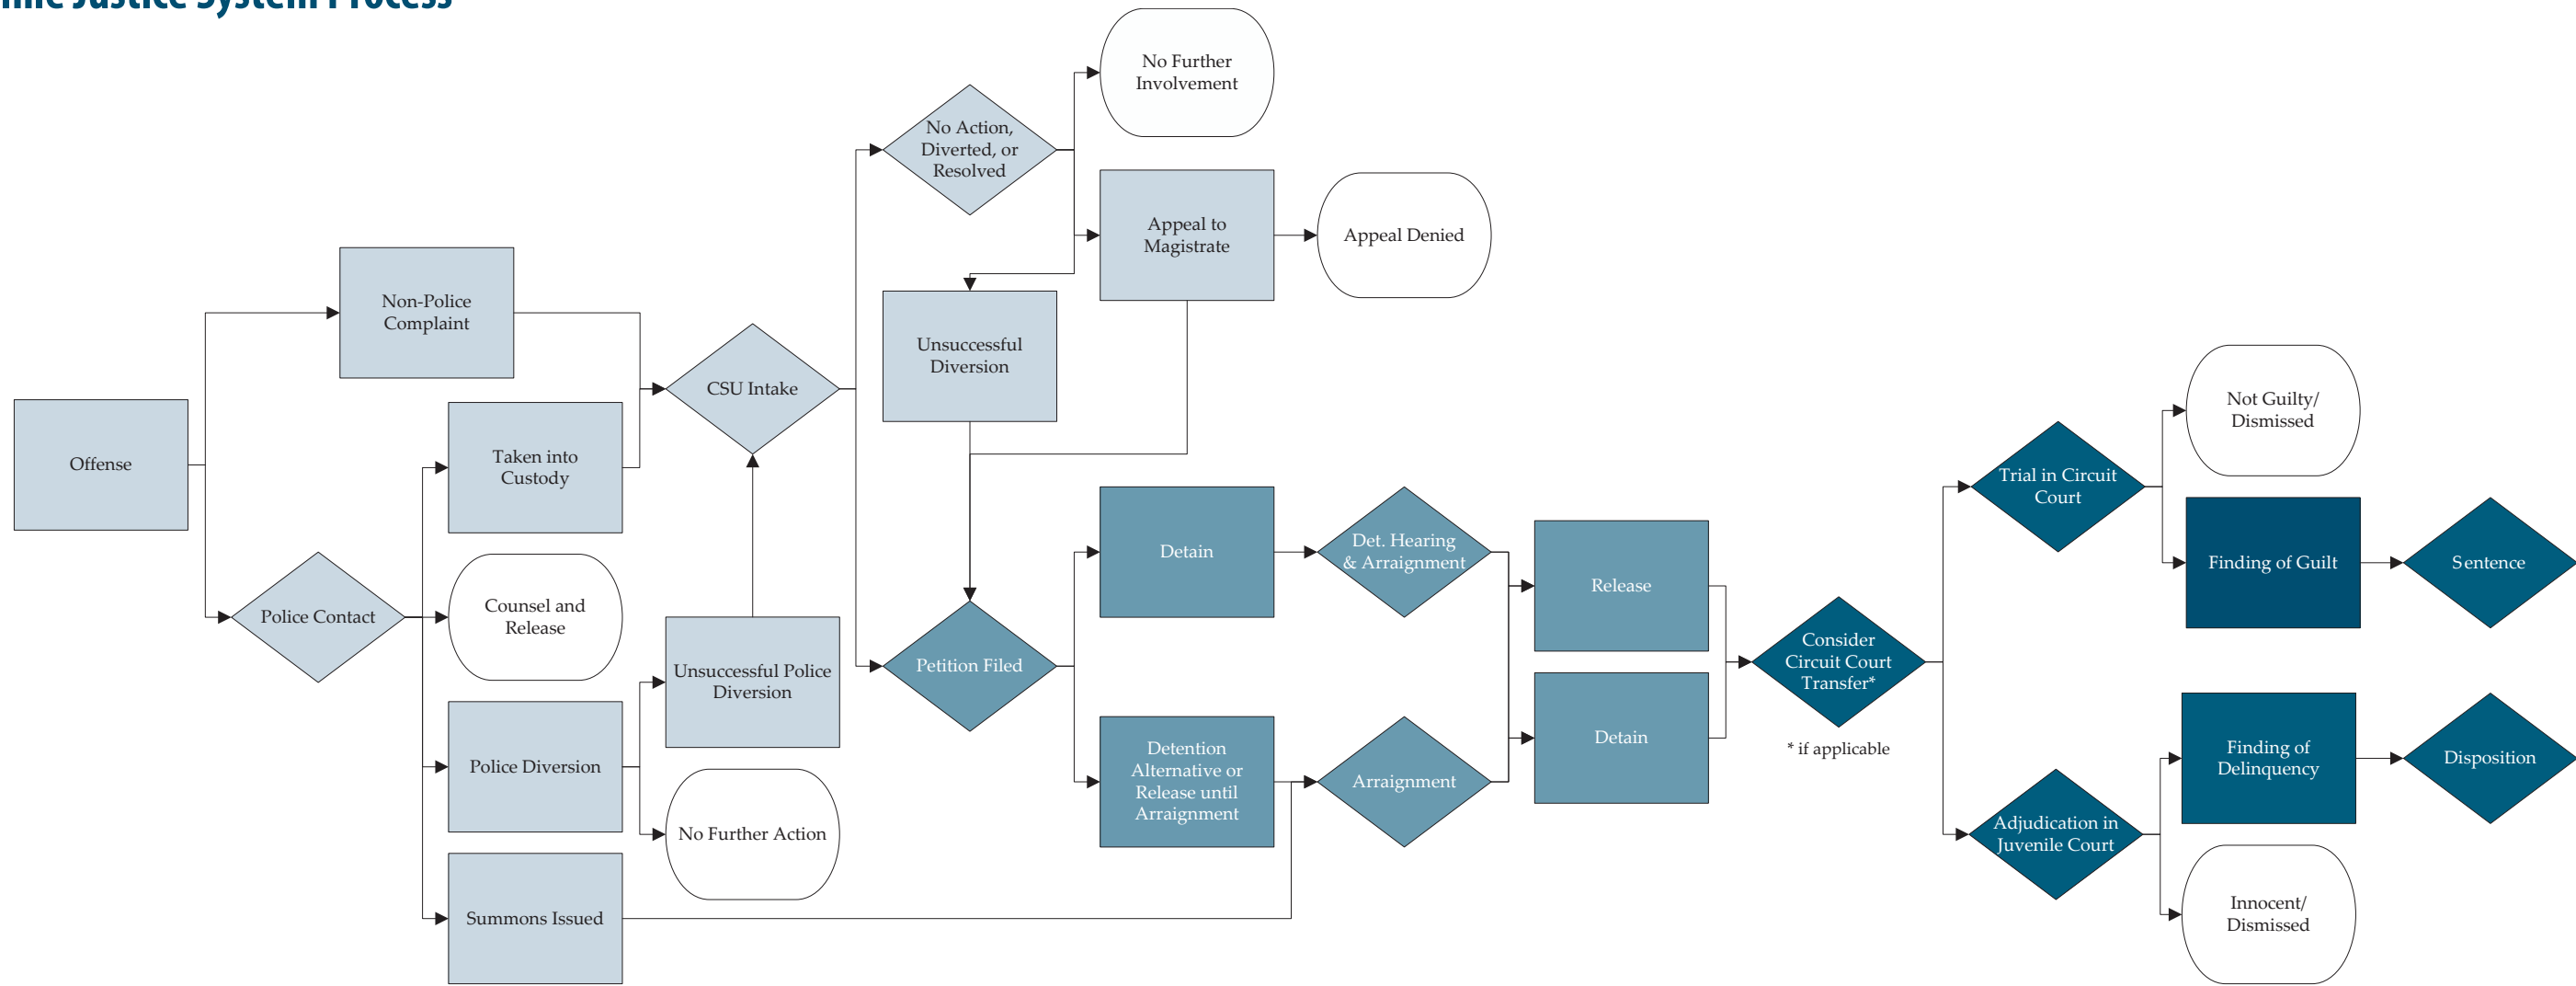 Justice System Process
No Further
Involvement
No Action,
Diverted, or
Resolved
Appeal to
Magistrate
Appeal Denied
Non-Police
Complaint
Unsuccessful
Diversion
CSU Intake
Offense
Taken into
Custody
Counsel and
Release
Police Contact
Unsuccessful Police
Diversion
Police Diversion
No Further Action
Summons Issued
Petition Filed
Detain
Det. Hearing
& Arraignment
Detention
Alternative or
Release until
Arraignment
Arraignment
Release
Detain
Consider
Circuit Court
Transfer*
* if applicable
Trial in Circuit
Court
Not Guilty/
Dismissed
Finding of Guilt
Sentence
Adjudication in
Juvenile Court
Finding of
Delinquency
Disposition
Innocent/
Dismissed